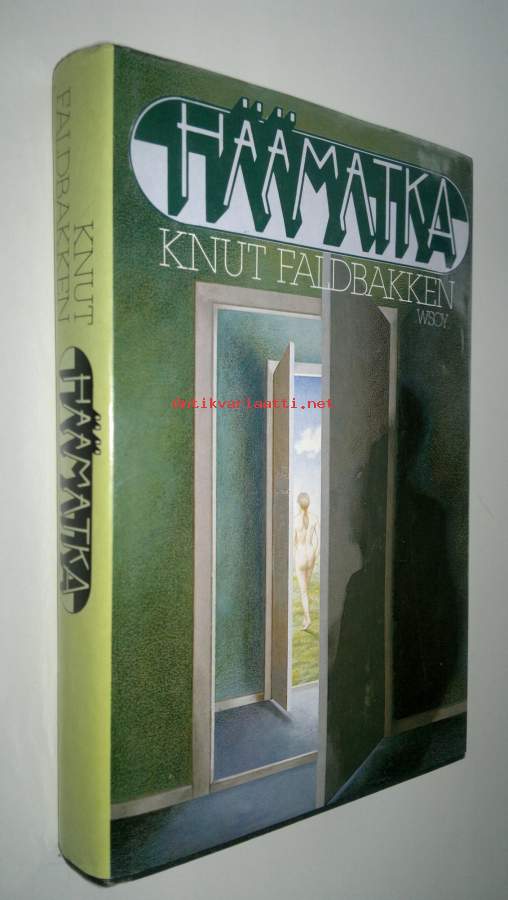 HÄÄMATKA
KNUT FALDBAKKEN
WSOY
KNUT
FALDBAKKEN
HÄÄMATKA
antikvariaatti.net